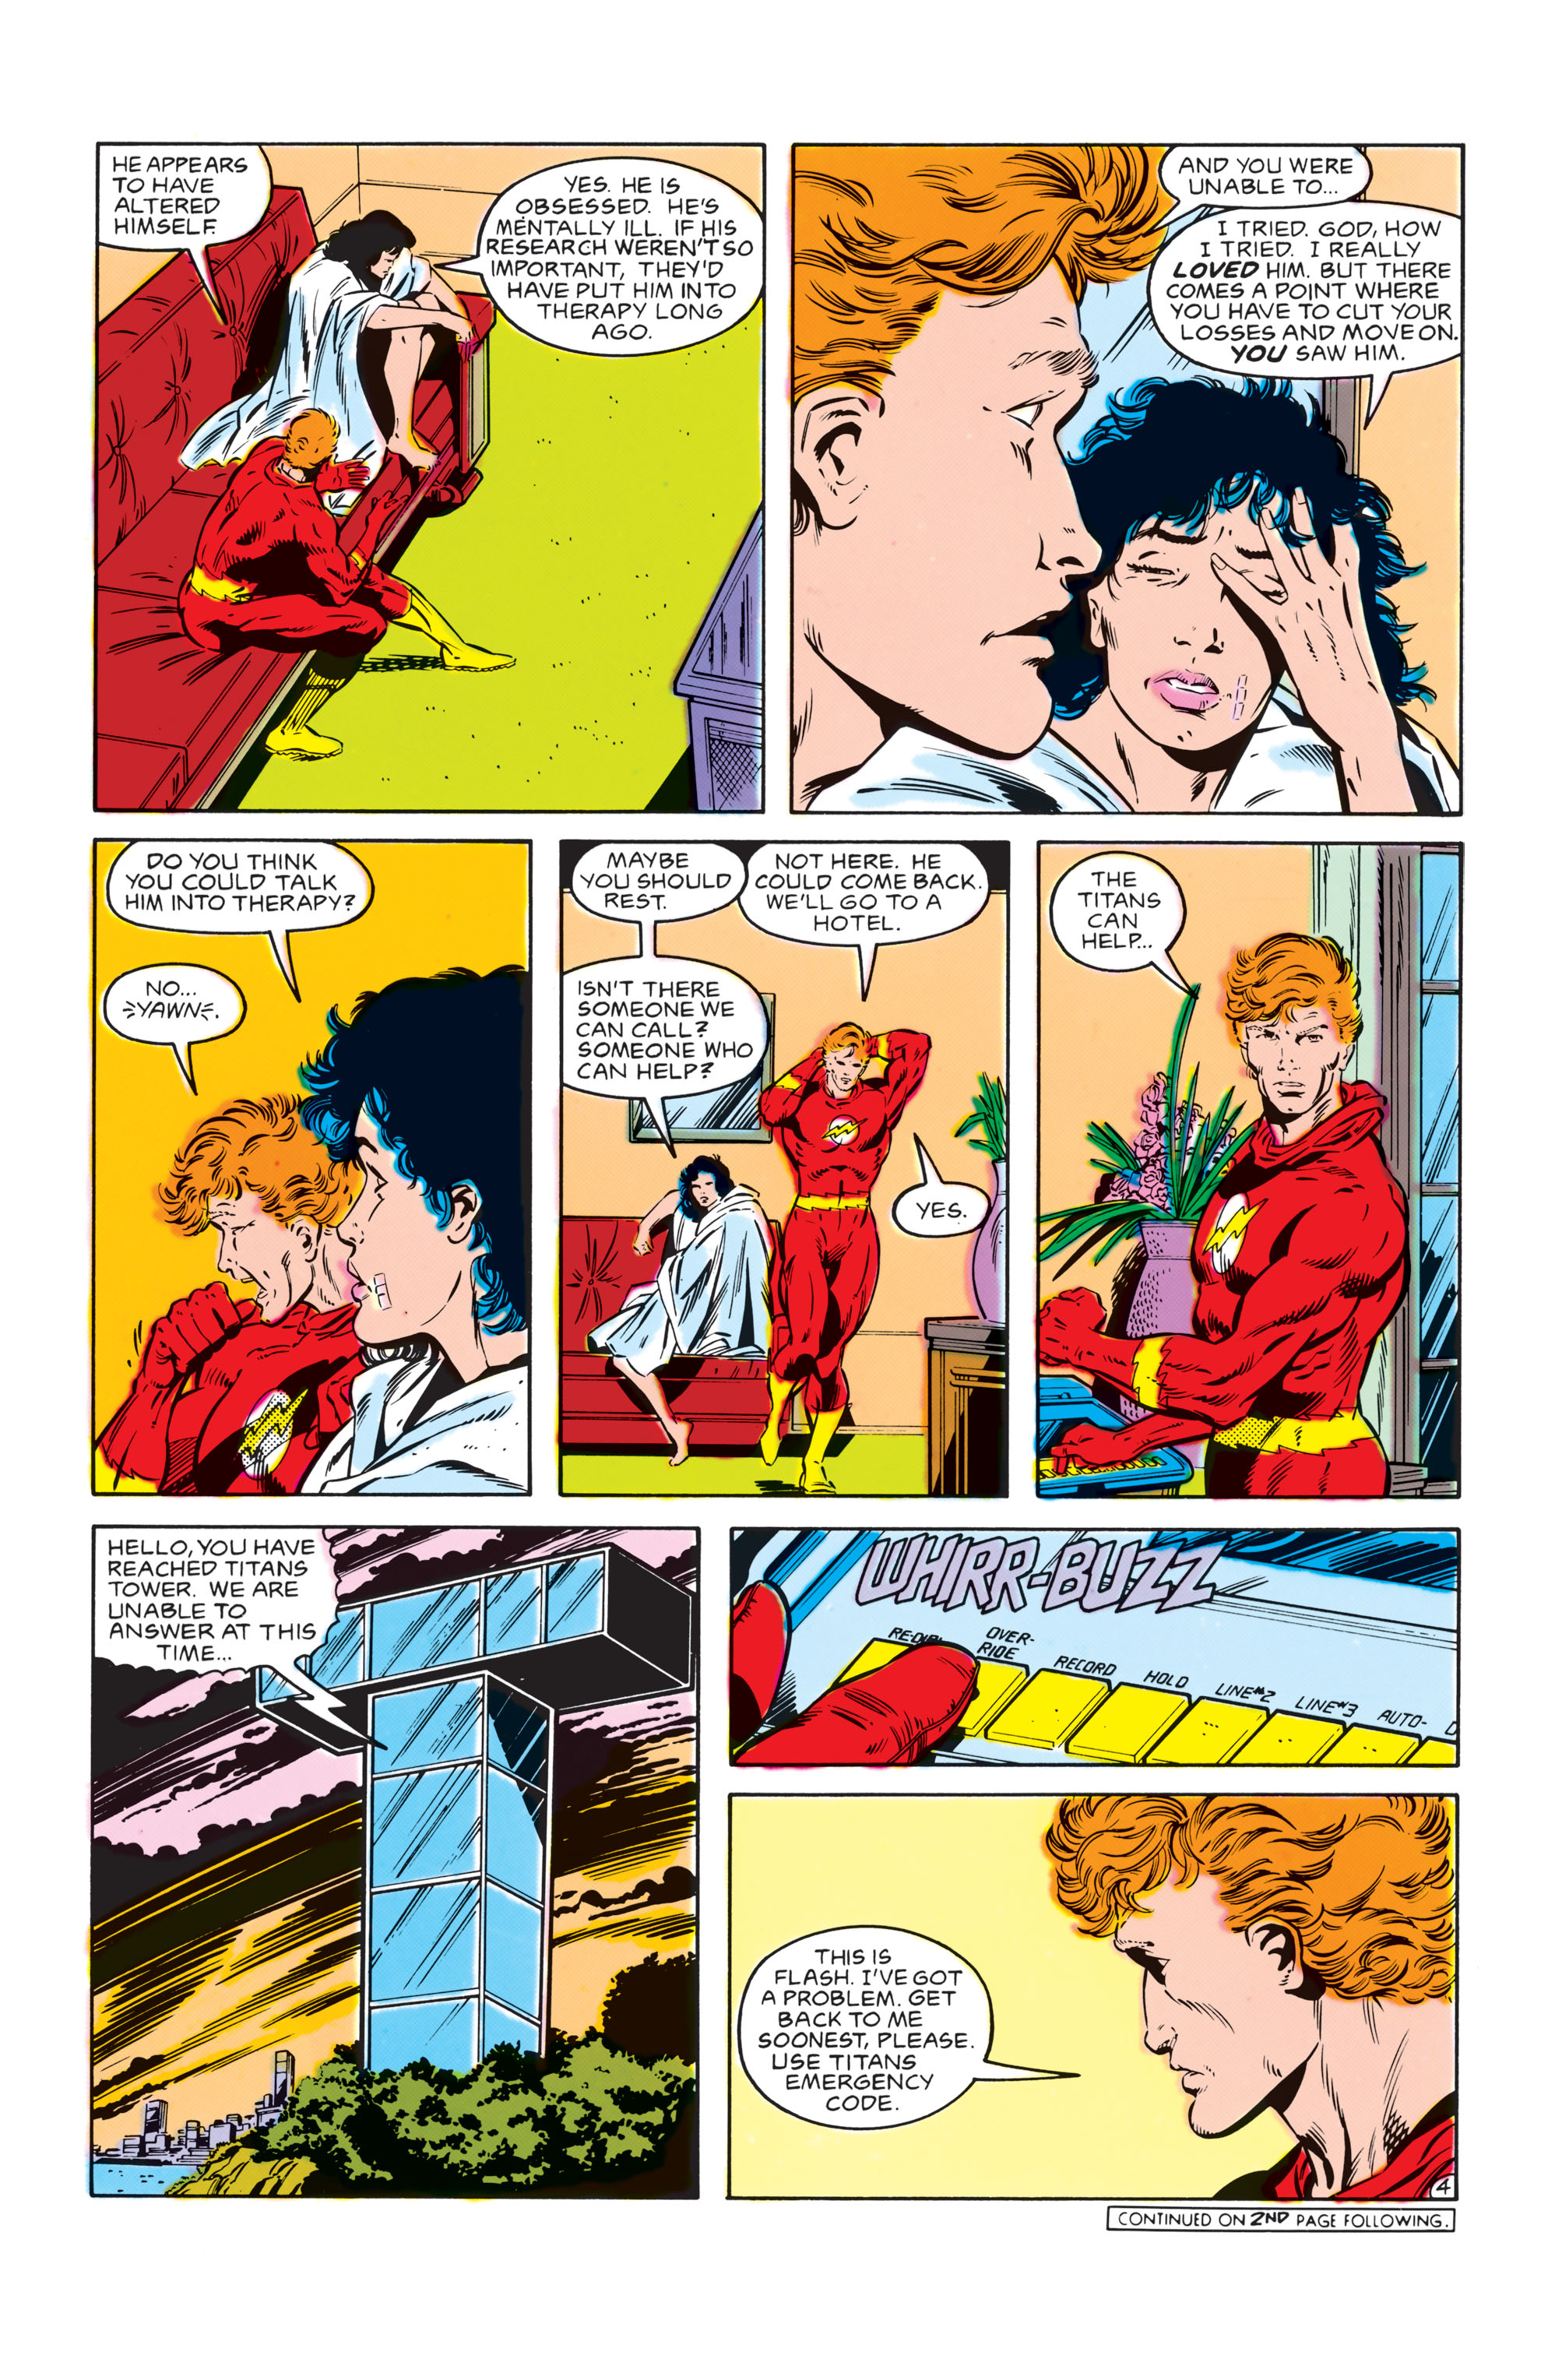 HE APPEARS
TO HAVE
ALTERED
HIMSELF.
YES. HE IS
OBSESSED. HE'S
MENTALLY ILL. IF HIS
RESEARCH WEREN'T SO
IMPORTANT, THEY'D
HAVE PUT HIM INTO
THERAPY LONG
AGO.
AND YOU WERE
UNABLE TO...
I TRIED. GOD, HOW
I TRIED. I REALLY
LOVED HIM. BUT THERE
COMES A POINT WHERE
YOU HAVE TO CUT YOUR
LOSSES AND MOVE ON.
YOU SAW HIM.
DO YOU THINK
YOU COULD TALK
HIM INTO THERAPY?
NO...
YAWN.
MAYBE
YOU SHOULD
REST.
NOT HERE. HE
COULD COME BACK.
WE'LL GO TO A
HOTEL.
ISN'T THERE
SOMEONE WE
CAN CALL?
SOMEONE WHO
CAN HELP?
YES.
THE
TITANS
CAN
HELP...
HELLO, YOU HAVE
REACHED TITANS
TOWER. WE ARE
UNABLE TO
ANSWER AT THIS
TIME...
WHIRR-BUZZ
OVER-
RIDE
RECORD
HOLD
LINE#2
LINE#3
AUTO-
THIS IS
FLASH. I'VE GOT
A PROBLEM. GET
BACK TO ME
SOONEST, PLEASE.
USE TITANS
EMERGENCY
CODE.
4
CONTINUED ON 2ND PAGE FOLLOWING.